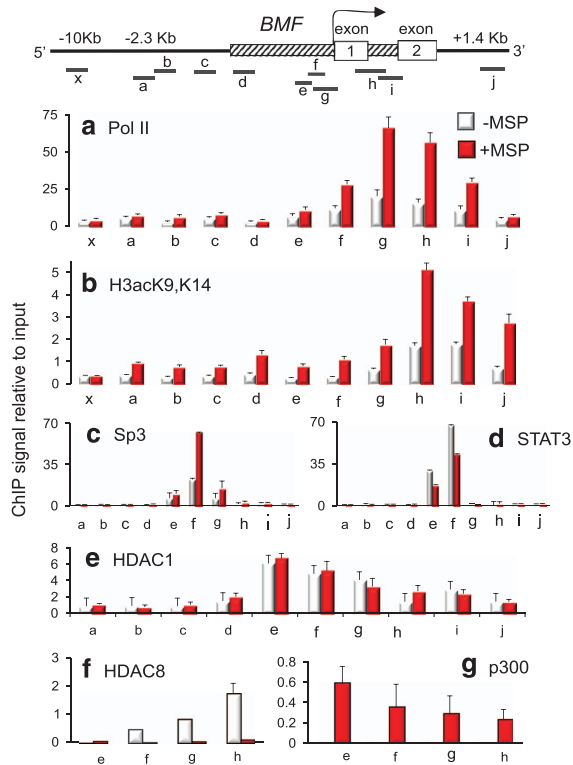 BMF
exon exon
-10Kb -2.3 Kb +1.4 Kb
5' 1 2 3'
x a b c d e f g h i j
a Pol II
-MSP
+MSP
75
50
25
0
x a b c d e f g h i j
b H3acK9,K14
5
4
3
2
1
0
x a b c d e f g h i j
ChIP signal relative to input
c Sp3
70
35
0
a b c d e f g h i j
d STAT3
70
35
0
a b c d e f g h i j
e HDAC1
8
6
4
2
0
a b c d e f g h i j
f HDAC8
3
2
1
0
e f g h
g p300
0.8
0.6
0.4
0.2
0
e f g h